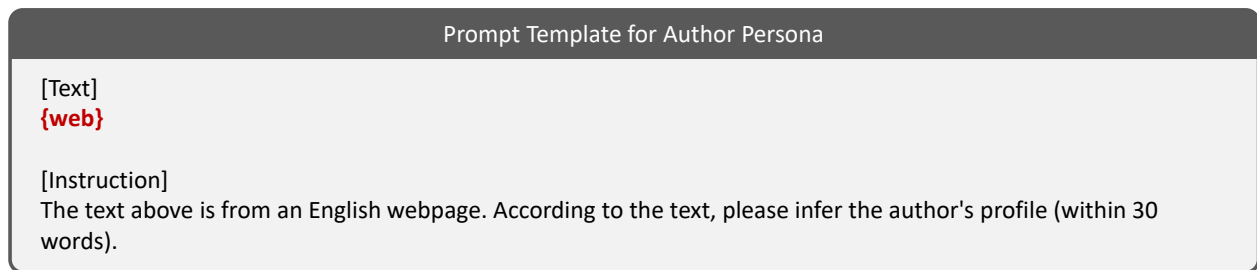 Prompt Template for Author Persona
[Text]
{web}
[Instruction]
The text above is from an English webpage. According to the text, please infer the author's profile (within 30
words).